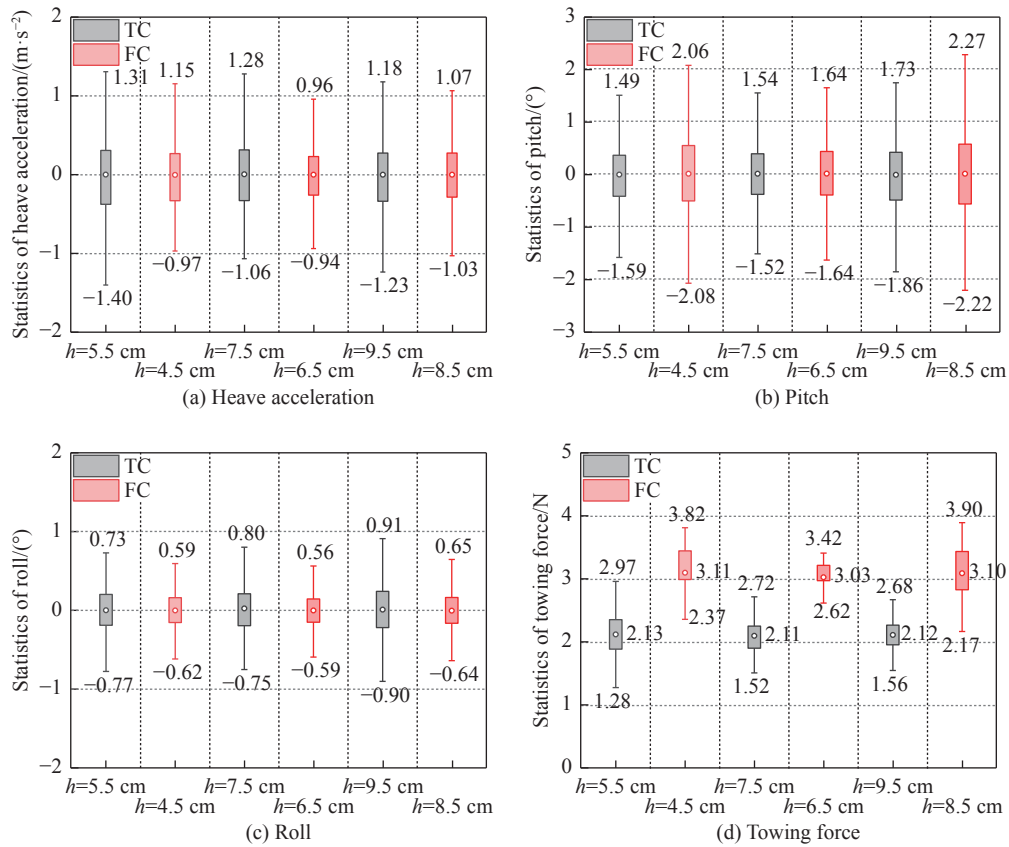 Statistics of heave acceleration/(m·s⁻²)
2
1
0
−1
−2
TC
FC
1.31
1.15
1.28
0.96
1.18
1.07
−1.40
−0.97
−1.06
−0.94
−1.23
−1.03
h=5.5 cm
h=4.5 cm
h=7.5 cm
h=6.5 cm
h=9.5 cm
h=8.5 cm
(a) Heave acceleration
Statistics of pitch/(°)
3
2
1
0
−1
−2
−3
TC
FC
1.49
2.06
1.54
1.64
1.73
2.27
−1.59
−2.08
−1.52
−1.64
−1.86
−2.22
h=5.5 cm
h=4.5 cm
h=7.5 cm
h=6.5 cm
h=9.5 cm
h=8.5 cm
(b) Pitch
Statistics of roll/(°)
2
1
0
−1
−2
TC
FC
0.73
0.59
0.80
0.56
0.91
0.65
−0.77
−0.62
−0.75
−0.59
−0.90
−0.64
h=5.5 cm
h=4.5 cm
h=7.5 cm
h=6.5 cm
h=9.5 cm
h=8.5 cm
(c) Roll
Statistics of towing force/N
5
4
3
2
1
0
TC
FC
2.97
3.82
2.72
3.42
2.68
3.90
2.13
3.11
2.11
3.03
2.12
3.10
1.28
2.37
1.52
2.62
1.56
2.17
h=5.5 cm
h=4.5 cm
h=7.5 cm
h=6.5 cm
h=9.5 cm
h=8.5 cm
(d) Towing force